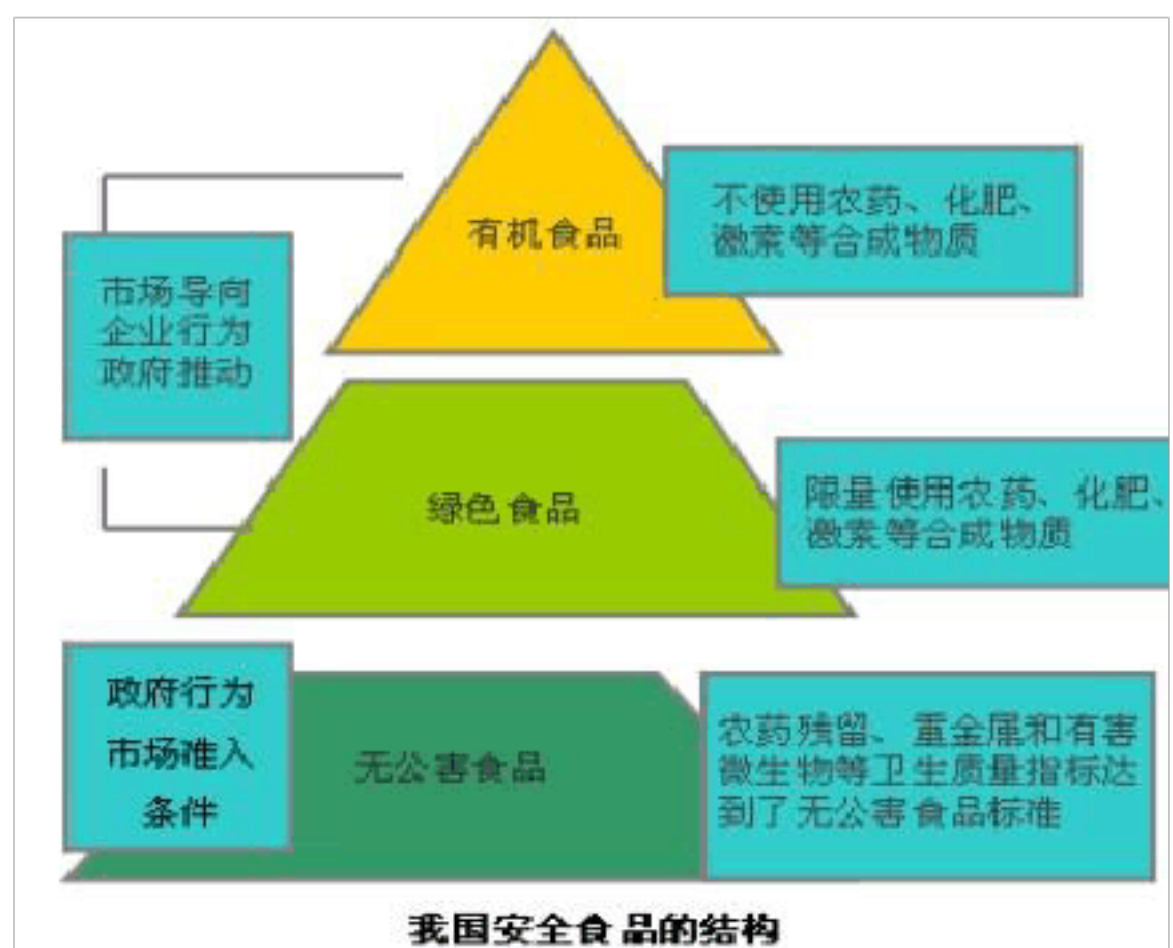 有机食品
不使用农药、化肥、
激素等合成物质
市场导向
企业行为
政府推动
绿色食品
限量使用农药、化肥、
激素等合成物质
政府行为
市场准入
条件
无公害食品
农药残留、重金属和有害
微生物等卫生质量指标达
到了无公害食品标准
我国安全食品的结构